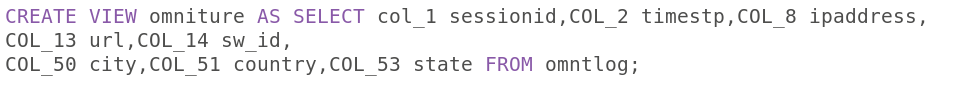 CREATE VIEW omniture AS SELECT col_1 sessionid,COL_2 timestp,COL_8 ipaddress,
COL_13 url,COL_14 sw_id,
COL_50 city,COL_51 country,COL_53 state FROM omntlog;